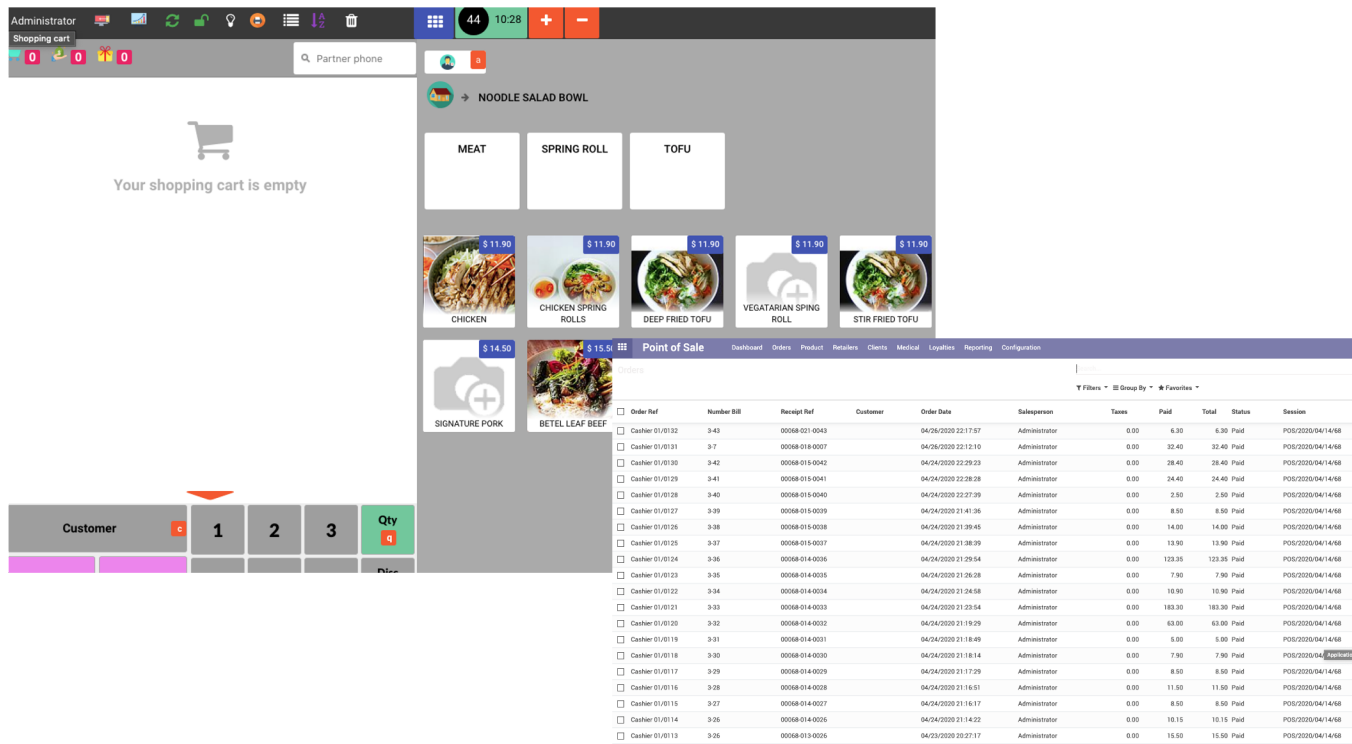 Administrator
44 10:28 + −
Shopping cart
0 0 0
Partner phone
a
NOODLE SALAD BOWL
MEAT SPRING ROLL TOFU
Your shopping cart is empty
$ 11.90 $ 11.90 $ 11.90 $ 11.90 $ 11.90
CHICKEN
CHICKEN SPRING
ROLLS
DEEP FRIED TOFU
VEGATARIAN SPING
ROLL
STIR FRIED TOFU
$ 14.50
SIGNATURE PORK
BETEL LEAF BEEF
Customer c 1 2 3 Qty
q
Point of Sale Dashboard Orders Product Retailers Clients Medical Loyalties Reporting Configuration
Orders
Filters Group By Favorites
Order Ref Number Bill Receipt Ref Customer Order Date Salesperson Taxes Paid Total Status Session
Cashier 01/0132 3-43 00068-021-0043 04/26/2020 22:17:57 Administrator 0.00 6.30 6.30 Paid POS/2020/04/14/68
Cashier 01/0131 3-7 00068-018-0007 04/26/2020 22:12:10 Administrator 0.00 32.40 32.40 Paid POS/2020/04/14/68
Cashier 01/0130 3-42 00068-015-0042 04/24/2020 22:29:23 Administrator 0.00 28.40 28.40 Paid POS/2020/04/14/68
Cashier 01/0129 3-41 00068-015-0041 04/24/2020 22:28:28 Administrator 0.00 24.40 24.40 Paid POS/2020/04/14/68
Cashier 01/0128 3-40 00068-015-0040 04/24/2020 22:27:39 Administrator 0.00 2.50 2.50 Paid POS/2020/04/14/68
Cashier 01/0127 3-39 00068-015-0039 04/24/2020 21:41:36 Administrator 0.00 8.50 8.50 Paid POS/2020/04/14/68
Cashier 01/0126 3-38 00068-015-0038 04/24/2020 21:39:45 Administrator 0.00 14.00 14.00 Paid POS/2020/04/14/68
Cashier 01/0125 3-37 00068-015-0037 04/24/2020 21:38:39 Administrator 0.00 13.90 13.90 Paid POS/2020/04/14/68
Cashier 01/0124 3-36 00068-014-0036 04/24/2020 21:29:54 Administrator 0.00 123.35 123.35 Paid POS/2020/04/14/68
Cashier 01/0123 3-35 00068-014-0035 04/24/2020 21:26:28 Administrator 0.00 7.90 7.90 Paid POS/2020/04/14/68
Cashier 01/0122 3-34 00068-014-0034 04/24/2020 21:24:58 Administrator 0.00 10.90 10.90 Paid POS/2020/04/14/68
Cashier 01/0121 3-33 00068-014-0033 04/24/2020 21:23:54 Administrator 0.00 183.30 183.30 Paid POS/2020/04/14/68
Cashier 01/0120 3-32 00068-014-0032 04/24/2020 21:19:29 Administrator 0.00 63.00 63.00 Paid POS/2020/04/14/68
Cashier 01/0119 3-31 00068-014-0031 04/24/2020 21:18:49 Administrator 0.00 5.00 5.00 Paid POS/2020/04/14/68
Cashier 01/0118 3-30 00068-014-0030 04/24/2020 21:18:14 Administrator 0.00 7.90 7.90 Paid POS/2020/04/
Cashier 01/0117 3-29 00068-014-0029 04/24/2020 21:17:29 Administrator 0.00 8.50 8.50 Paid POS/2020/04/14/68
Cashier 01/0116 3-28 00068-014-0028 04/24/2020 21:16:51 Administrator 0.00 11.50 11.50 Paid POS/2020/04/14/68
Cashier 01/0115 3-27 00068-014-0027 04/24/2020 21:16:17 Administrator 0.00 8.50 8.50 Paid POS/2020/04/14/68
Cashier 01/0114 3-26 00068-014-0026 04/24/2020 21:14:22 Administrator 0.00 10.15 10.15 Paid POS/2020/04/14/68
Cashier 01/0113 3-26 00068-013-0026 04/23/2020 20:27:17 Administrator 0.00 15.50 15.50 Paid POS/2020/04/14/68